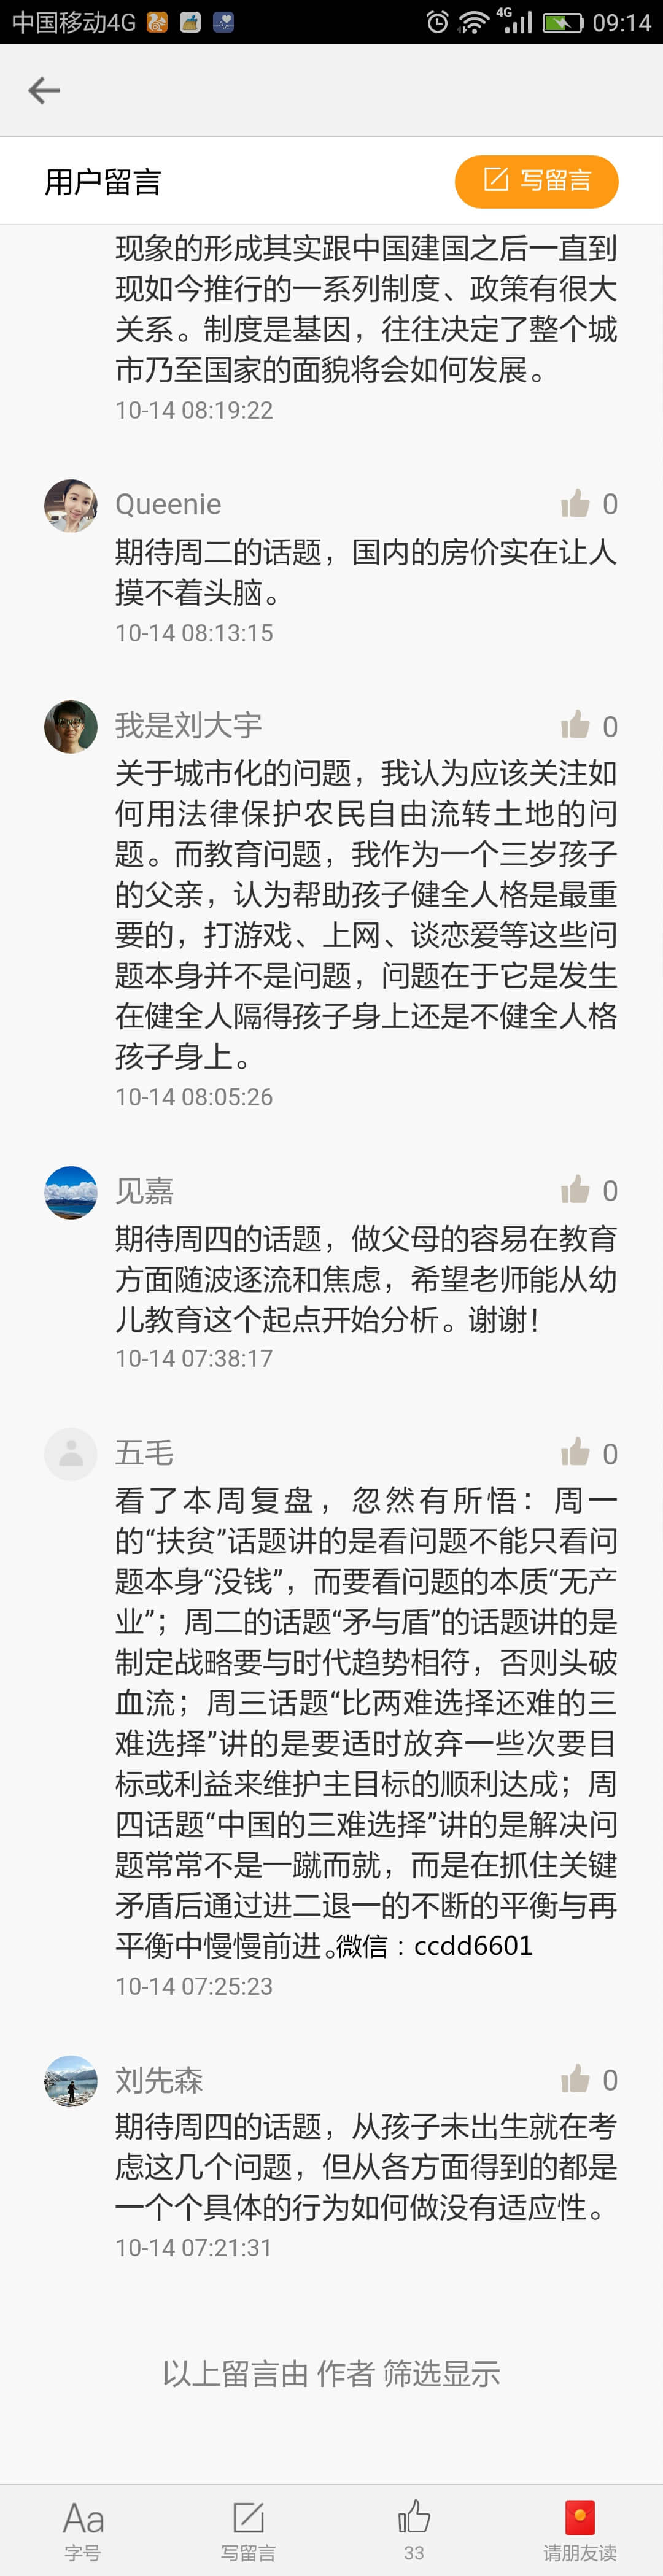 中国移动4G 4G 09:14
用户留言 写留言
现象的形成其实跟中国建国之后一直到
现如今推行的一系列制度、政策有很大
关系。制度是基因，往往决定了整个城
市乃至国家的面貌将会如何发展。
10-14 08:19:22
Queenie 0
期待周二的话题，国内的房价实在让人
摸不着头脑。
10-14 08:13:15
我是刘大宇 0
关于城市化的问题，我认为应该关注如
何用法律保护农民自由流转土地的问
题。而教育问题，我作为一个三岁孩子
的父亲，认为帮助孩子健全人格是最重
要的，打游戏、上网、谈恋爱等这些问
题本身并不是问题，问题在于它是发生
在健全人隔得孩子身上还是不健全人格
孩子身上。
10-14 08:05:26
见嘉 0
期待周四的话题，做父母的容易在教育
方面随波逐流和焦虑，希望老师能从幼
儿教育这个起点开始分析。谢谢！
10-14 07:38:17
五毛 0
看了本周复盘，忽然有所悟：周一
的“扶贫”话题讲的是看问题不能只看问
题本身“没钱”，而要看问题的本质“无产
业”；周二的话题“矛与盾”的话题讲的是
制定战略要与时代趋势相符，否则头破
血流；周三话题“比两难选择还难的三
难选择”讲的是要适时放弃一些次要目
标或利益来维护主目标的顺利达成；周
四话题“中国的三难选择”讲的是解决问
题常常不是一蹴而就，而是在抓住关键
矛盾后通过进二退一的不断的平衡与再
平衡中慢慢前进。微信：ccdd6601
10-14 07:25:23
刘先森 0
期待周四的话题，从孩子未出生就在考
虑这几个问题，但从各方面得到的都是
一个个具体的行为如何做没有适应性。
10-14 07:21:31
以上留言由 作者 筛选显示
Aa
字号 写留言 33 请朋友读